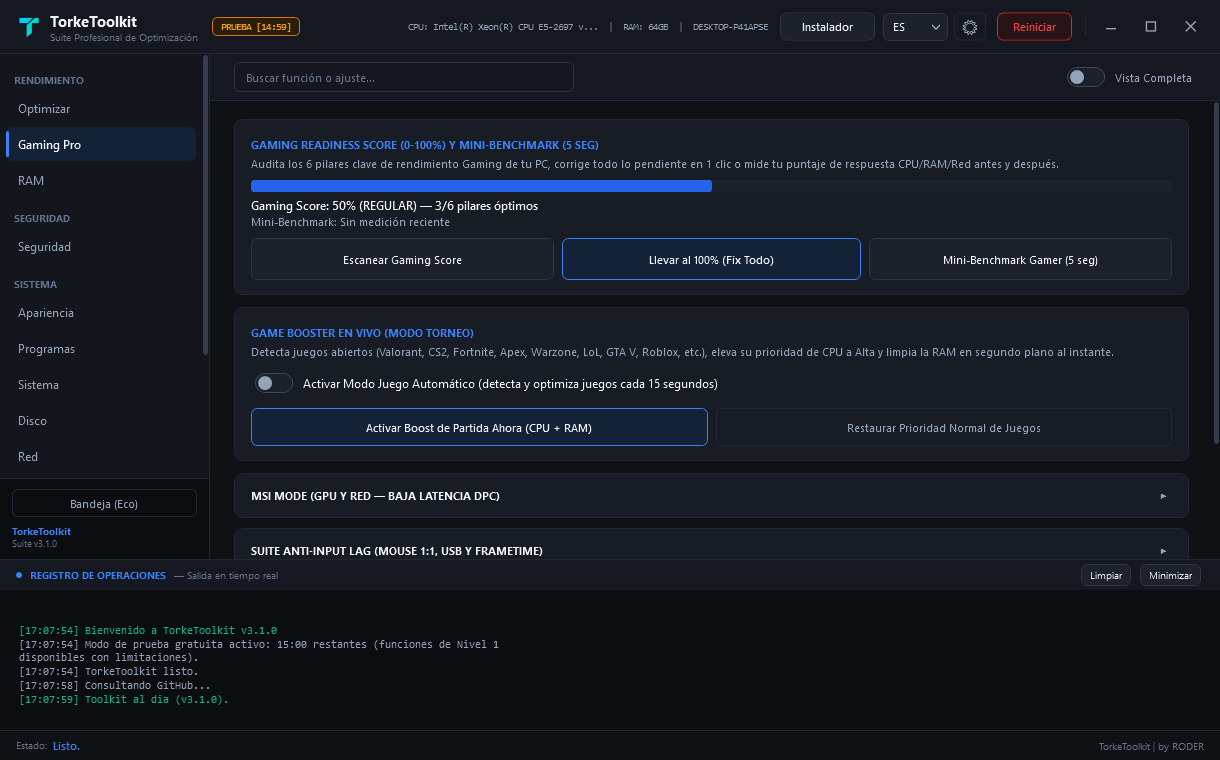 TorkeToolkit
Suite Profesional de Optimización
PRUEBA [14:59]
CPU: Intel(R) Xeon(R) CPU E5-2697 v... | RAM: 64GB | DESKTOP-P41APSE
Instalador
ES
Reiniciar
RENDIMIENTO
Optimizar
Gaming Pro
RAM
SEGURIDAD
Seguridad
SISTEMA
Apariencia
Programas
Sistema
Disco
Red
Bandeja (Eco)
TorkeToolkit
Suite v3.1.0
Buscar función o ajuste...
Vista Completa
GAMING READINESS SCORE (0-100%) Y MINI-BENCHMARK (5 SEG)
Audita los 6 pilares clave de rendimiento Gaming de tu PC, corrige todo lo pendiente en 1 clic o mide tu puntaje de respuesta CPU/RAM/Red antes y después.
Gaming Score: 50% (REGULAR) — 3/6 pilares óptimos
Mini-Benchmark: Sin medición reciente
Escanear Gaming Score
Llevar al 100% (Fix Todo)
Mini-Benchmark Gamer (5 seg)
GAME BOOSTER EN VIVO (MODO TORNEO)
Detecta juegos abiertos (Valorant, CS2, Fortnite, Apex, Warzone, LoL, GTA V, Roblox, etc.), eleva su prioridad de CPU a Alta y limpia la RAM en segundo plano al instante.
Activar Modo Juego Automático (detecta y optimiza juegos cada 15 segundos)
Activar Boost de Partida Ahora (CPU + RAM)
Restaurar Prioridad Normal de Juegos
MSI MODE (GPU Y RED — BAJA LATENCIA DPC)
SUITE ANTI-INPUT LAG (MOUSE 1:1, USB Y FRAMETIME)
REGISTRO DE OPERACIONES — Salida en tiempo real
Limpiar
Minimizar
[17:07:54] Bienvenido a TorkeToolkit v3.1.0
[17:07:54] Modo de prueba gratuita activo: 15:00 restantes (funciones de Nivel 1
disponibles con limitaciones).
[17:07:54] TorkeToolkit listo.
[17:07:58] Consultando GitHub...
[17:07:59] Toolkit al dia (v3.1.0).
Estado: Listo.
TorkeToolkit | by RODER